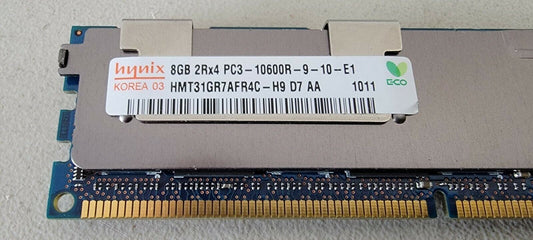 hynix 8GB 2Rx4 PC3-10600R-9-10-E1
KOREA 03 HMT31GR7AFR4C-H9 D7 AA 1011
ECO